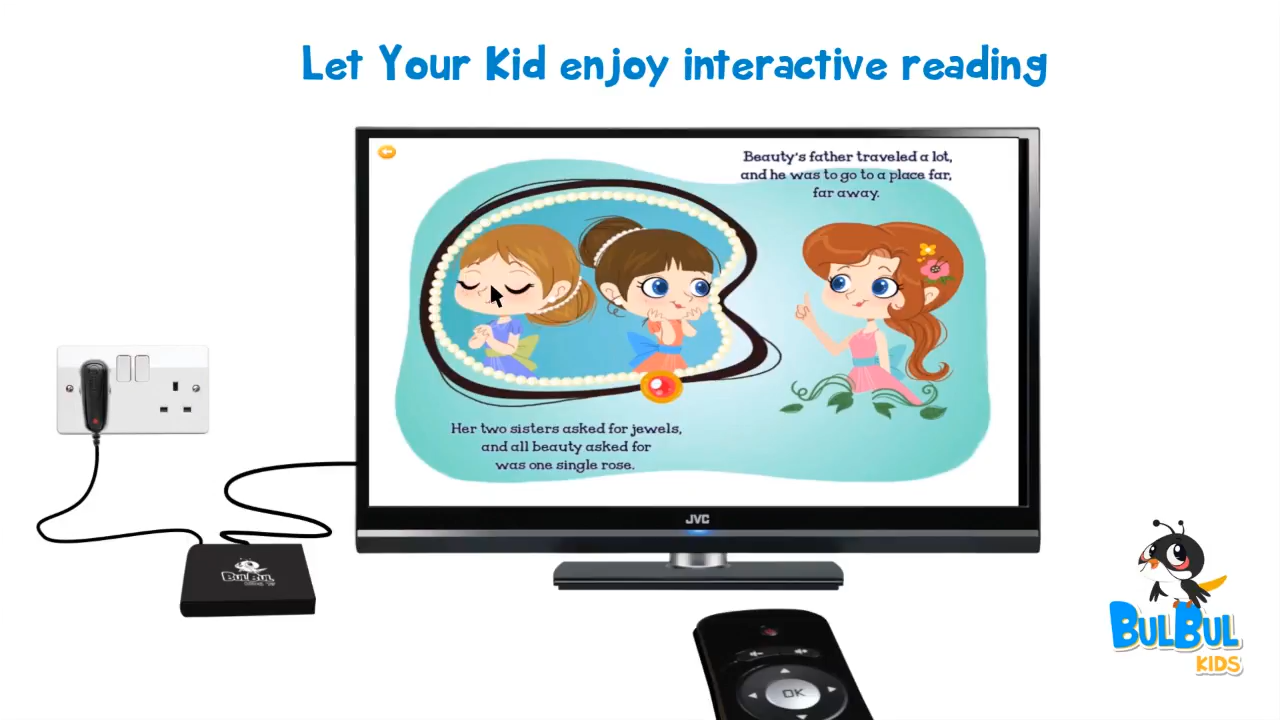 Let Your Kid enjoy interactive reading
Beauty's father traveled a lot,
and he was to go to a place far,
far away.
Her two sisters asked for jewels,
and all beauty asked for
was one single rose.
JVC
BULBUL
OK
BULBUL
KIDS